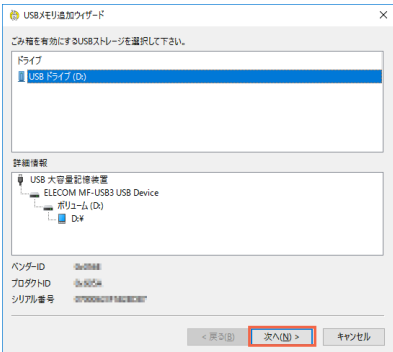 USBメモリ追加ウィザード
ごみ箱を有効にするUSBストレージを選択して下さい。
ドライブ
USB ドライブ (D:)
詳細情報
USB 大容量記憶装置
ELECOM MF-USB3 USB Device
ボリューム (D:)
D:¥
ベンダーID
プロダクトID
シリアル番号
< 戻る(B)
次へ(N) >
キャンセル